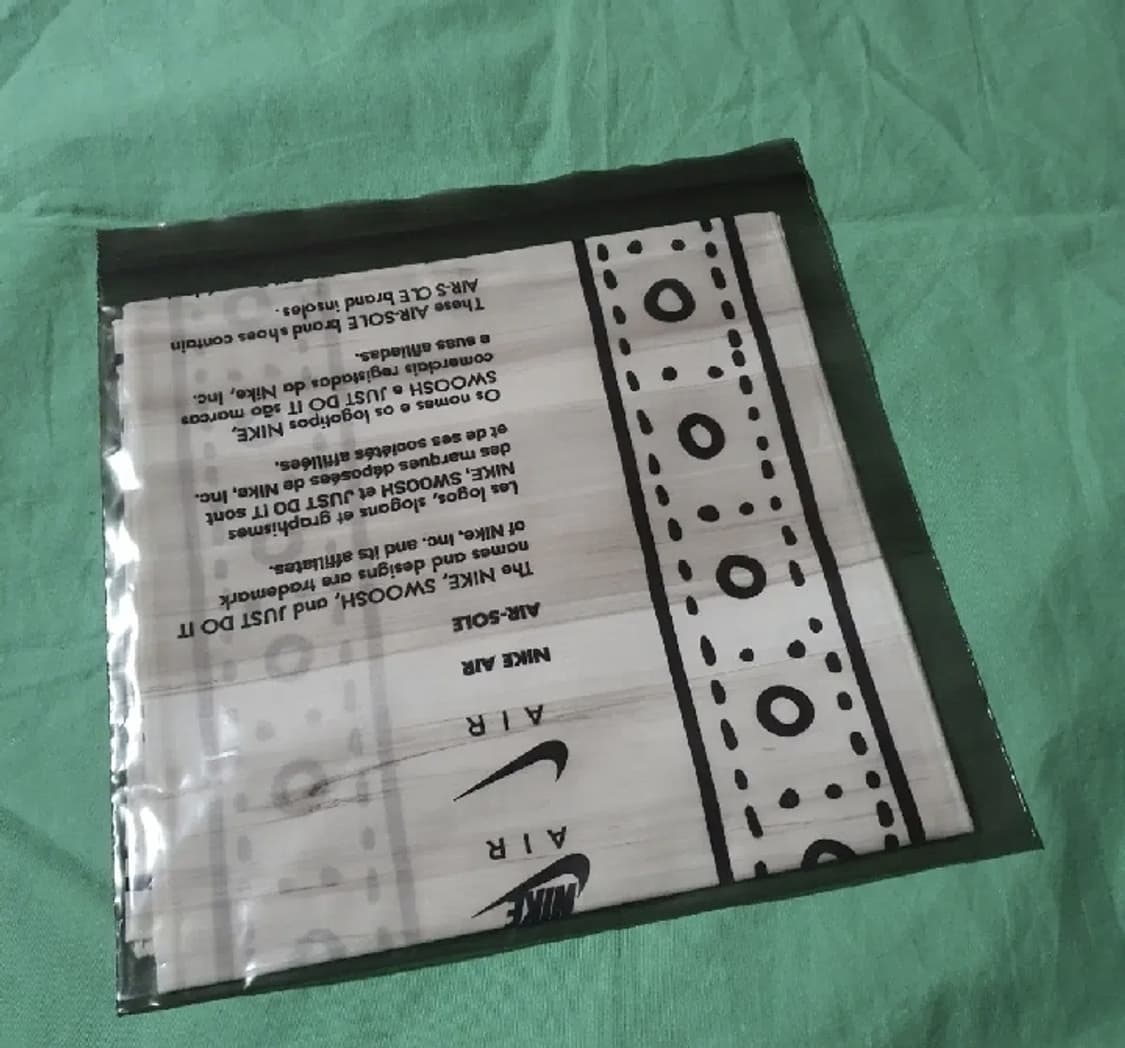 NIKE
AIR
AIR
NIKE AIR
AIR-SOLE
The NIKE, SWOOSH, and JUST DO IT
names and designs are trademark
of Nike, Inc. and its affiliates.
Les logos, slogans et graphismes
NIKE, SWOOSH et JUST DO IT sont
des marques déposées de Nike, Inc.
et de ses sociétés affiliées.
Os nomes e os logotipos NIKE,
SWOOSH e JUST DO IT são marcas
comerciais registados da Nike, Inc.
e suas afiliadas.
These AIR-SOLE brand shoes contain
AIR-SOLE brand insoles.